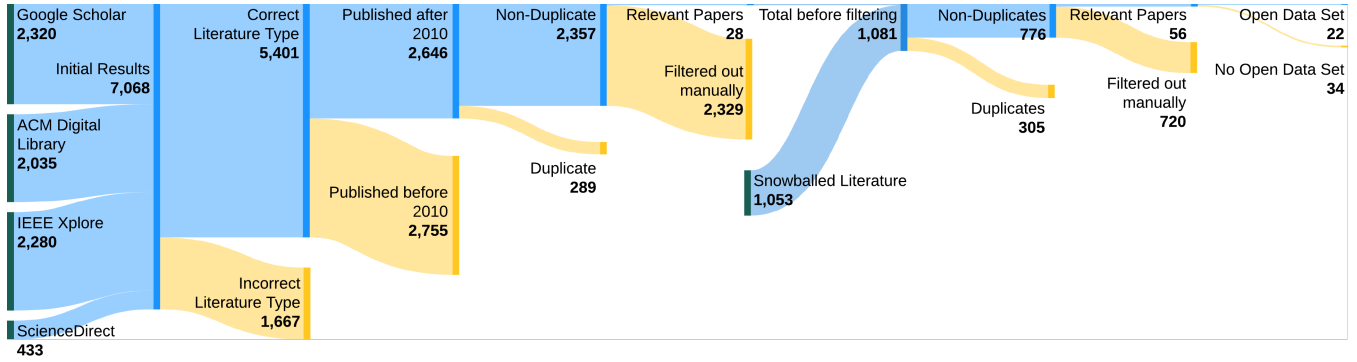 Google Scholar
2,320
Initial Results
7,068
ACM Digital
Library
2,035
IEEE Xplore
2,280
ScienceDirect
433
Correct
Literature Type
5,401
Incorrect
Literature Type
1,667
Published after
2010
2,646
Published before
2010
2,755
Non-Duplicate
2,357
Duplicate
289
Relevant Papers
28
Filtered out
manually
2,329
Total before filtering
1,081
Snowballed Literature
1,053
Non-Duplicates
776
Duplicates
305
Relevant Papers
56
Filtered out
manually
720
Open Data Set
22
No Open Data Set
34